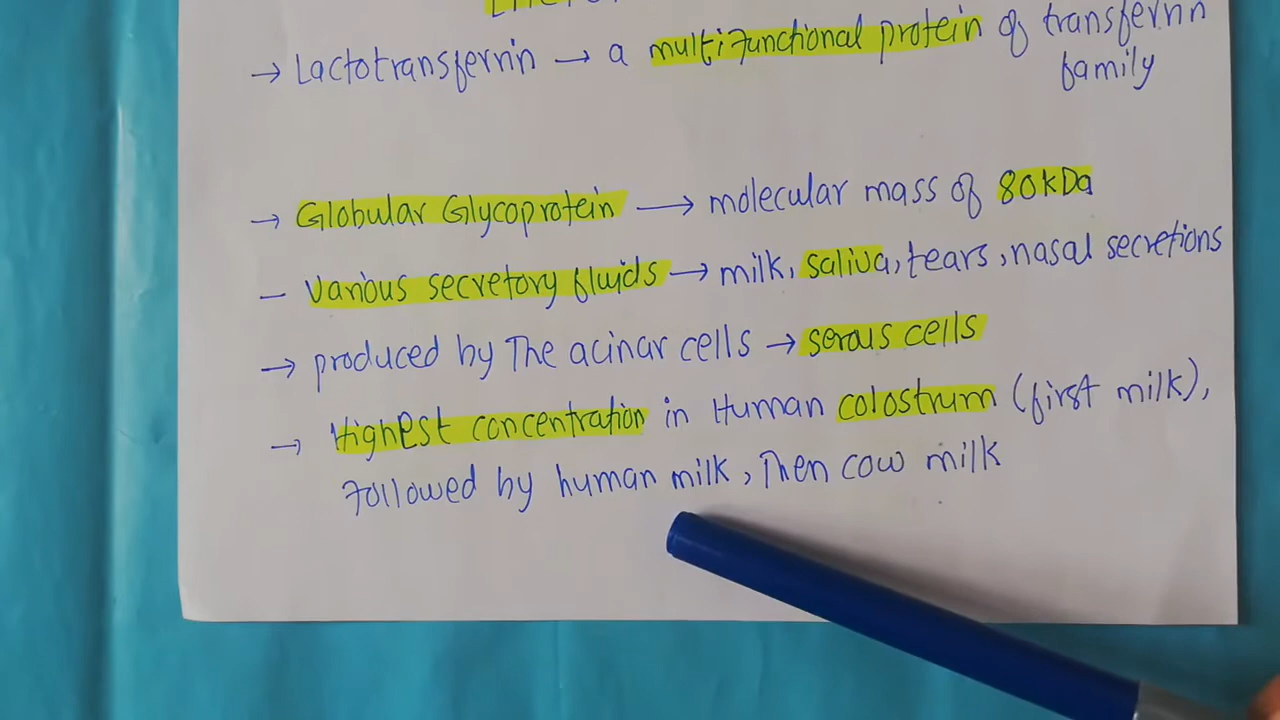 → Lactotransferrin → a multifunctional protein of transferrin
family
→ Globular Glycoprotein → molecular mass of 80kDa
- Various secretory fluids → milk, saliva, tears, nasal secretions
→ produced by The acinar cells → serous cells
→ Highest concentration in Human colostrum (first milk),
Followed by human milk, Then cow milk